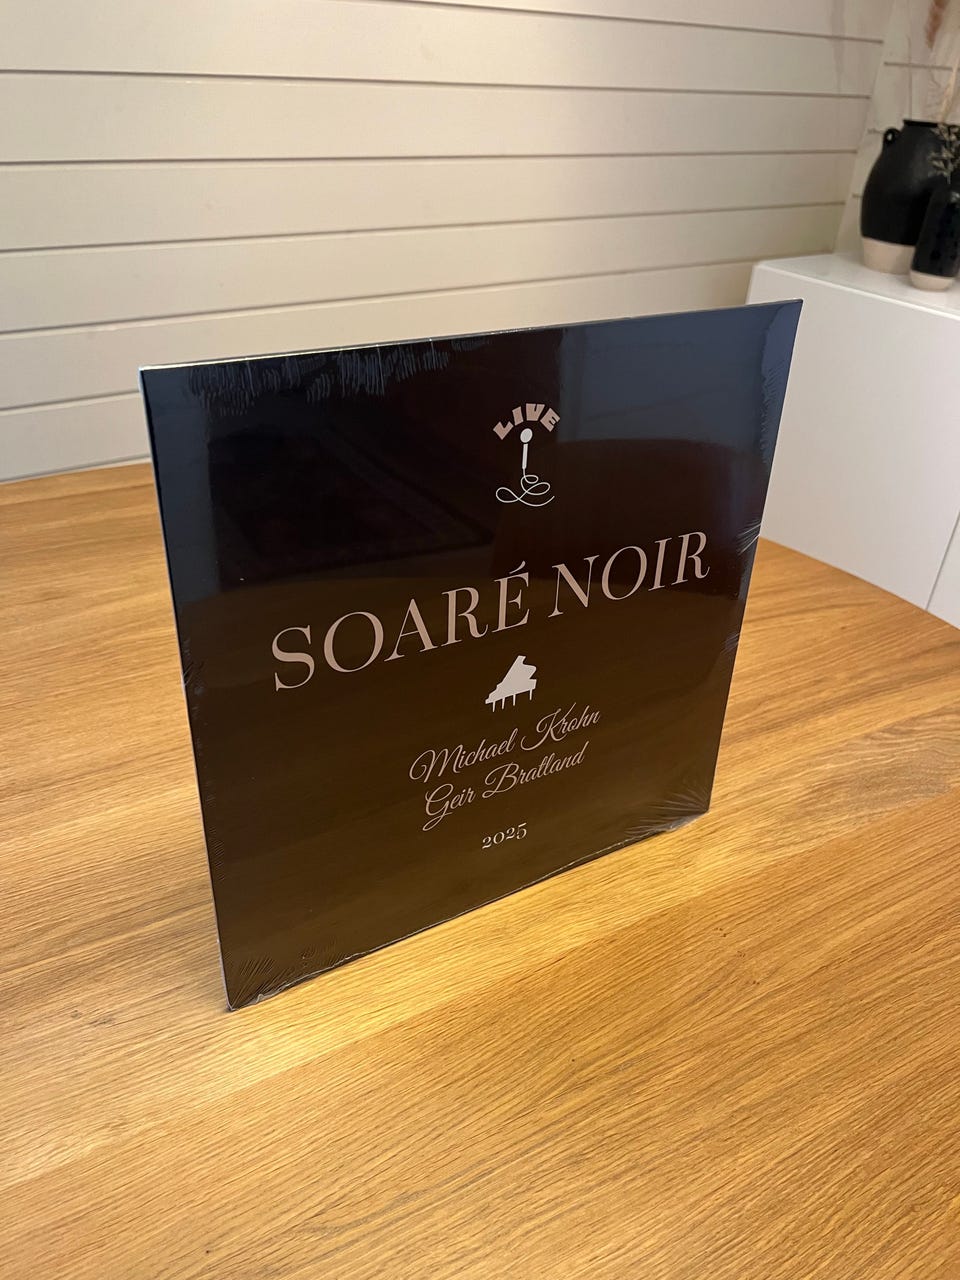 LIVE
SOARÉ NOIR
Michael Krohn
Geir Bratland
2025